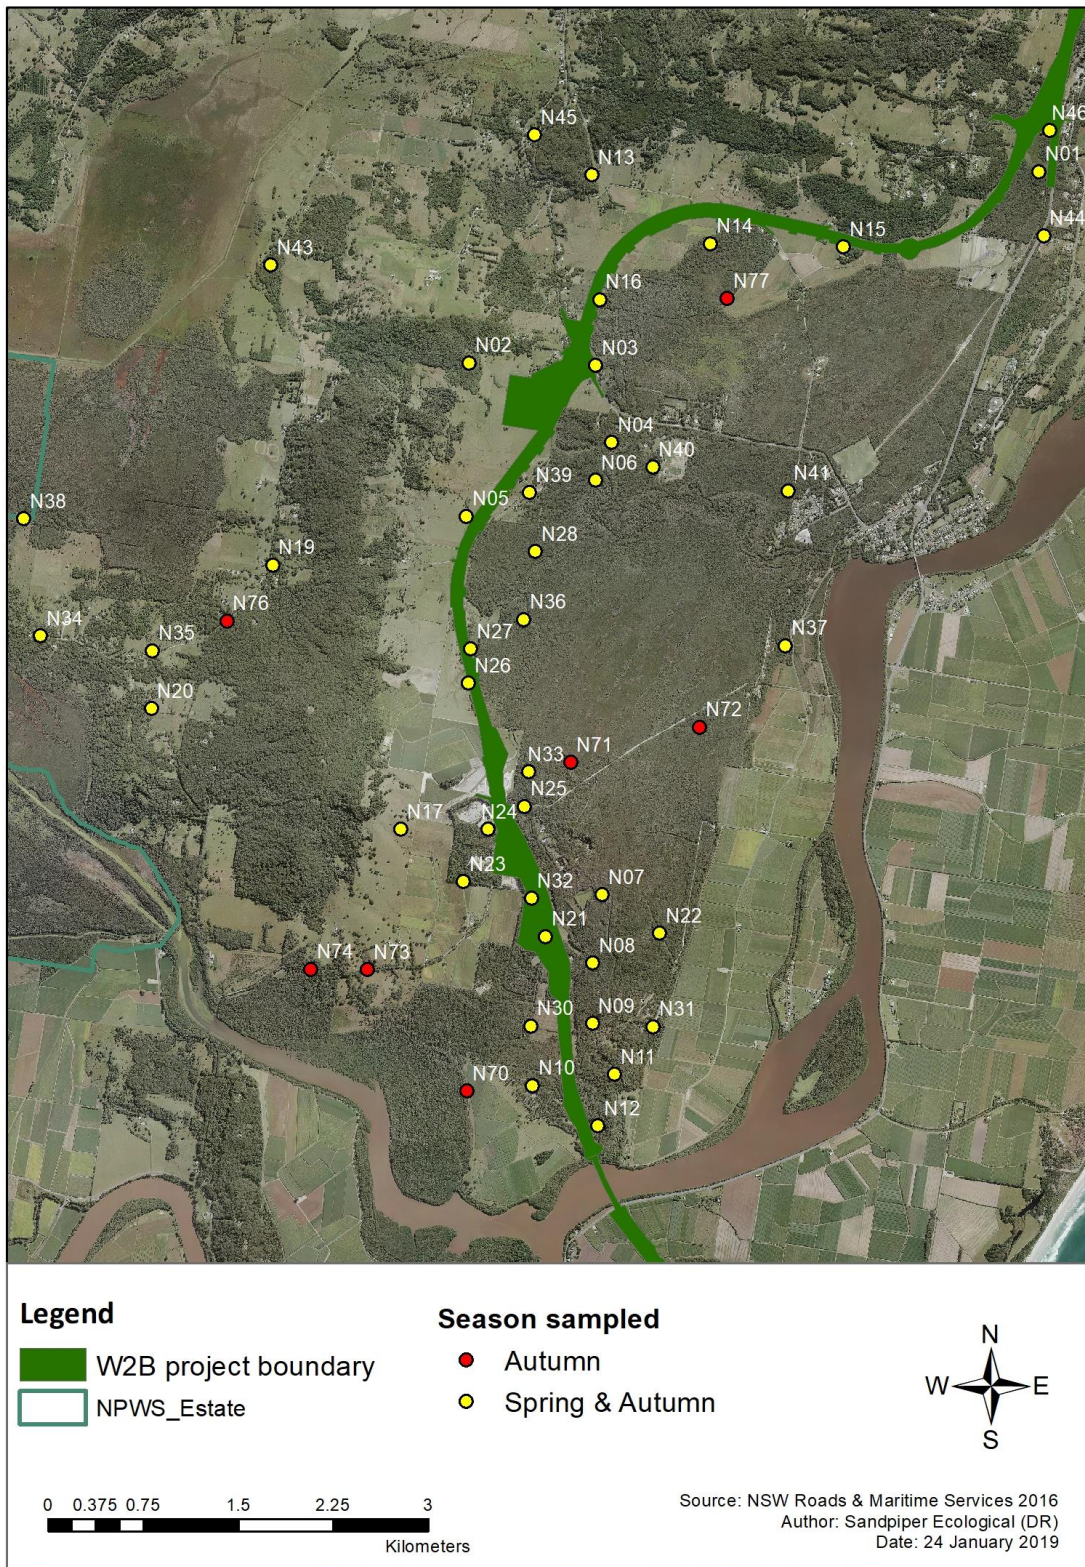 N46
N45
N01
N13
N44
N14
N15
N43
N77
N16
N02
N03
N04
N40
N06
N39
N41
N38
N05
N28
N19
N76
N36
N34
N35
N27
N37
N26
N20
N72
N71
N33
N25
N17
N24
N23
N32
N07
N21
N22
N08
N74
N73
N30
N09
N31
N11
N70
N10
N12
Legend
W2B project boundary
NPWS_Estate
Season sampled
Autumn
Spring & Autumn
N
W
E
S
0 0.375 0.75 1.5 2.25 3
Kilometers
Source: NSW Roads & Maritime Services 2016
Author: Sandpiper Ecological (DR)
Date: 24 January 2019